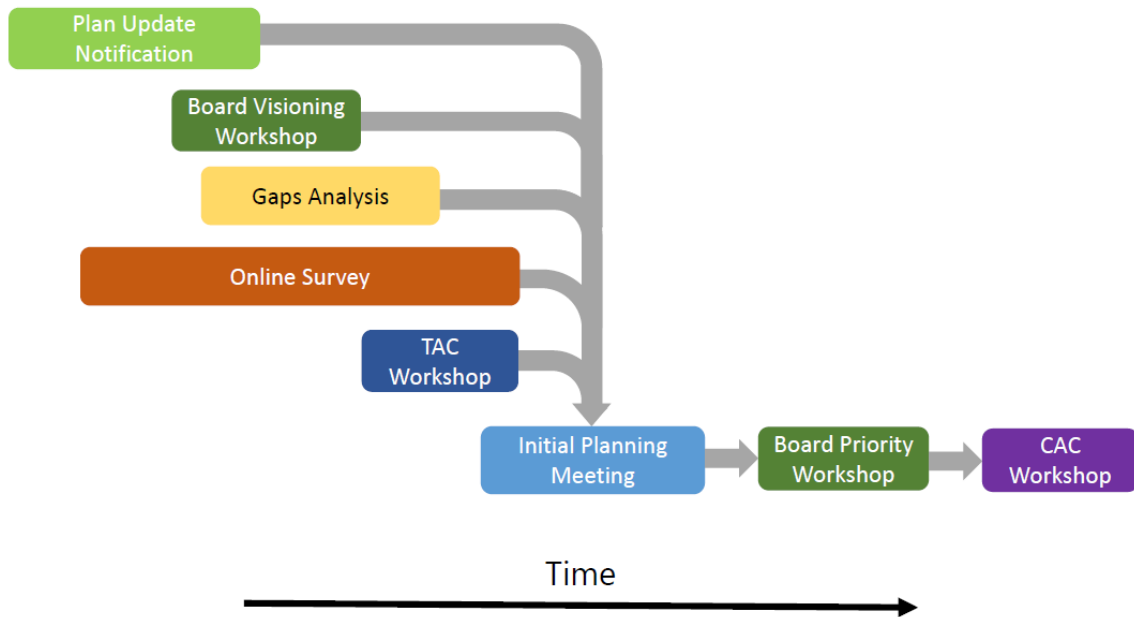 Plan Update
Notification
Board Visioning
Workshop
Gaps Analysis
Online Survey
TAC
Workshop
Initial Planning
Meeting
Board Priority
Workshop
CAC
Workshop
Time